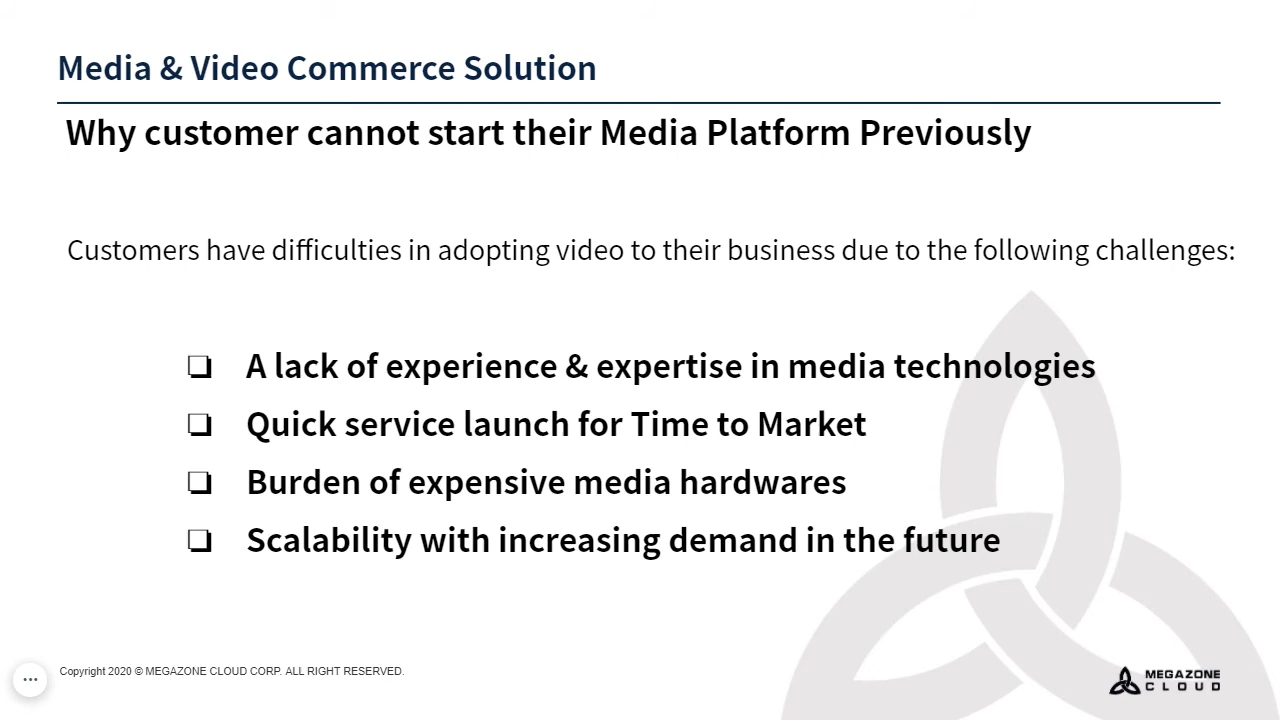 Media & Video Commerce Solution
Why customer cannot start their Media Platform Previously
Customers have difficulties in adopting video to their business due to the following challenges:
❏ A lack of experience & expertise in media technologies
❏ Quick service launch for Time to Market
❏ Burden of expensive media hardwares
❏ Scalability with increasing demand in the future
Copyright 2020 © MEGAZONE CLOUD CORP. ALL RIGHT RESERVED.
MEGAZONE
CLOUD